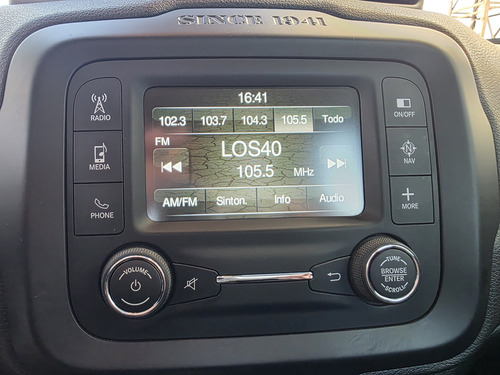 SINCE 1941
16:41
102.3 103.7 104.3 105.5 Todo
FM
LOS40
105.5 MHz
AM/FM Sinton. Info Audio
RADIO
MEDIA
PHONE
ON/OFF
NAV
MORE
VOLUME
TUNE
BROWSE
ENTER
SCROLL